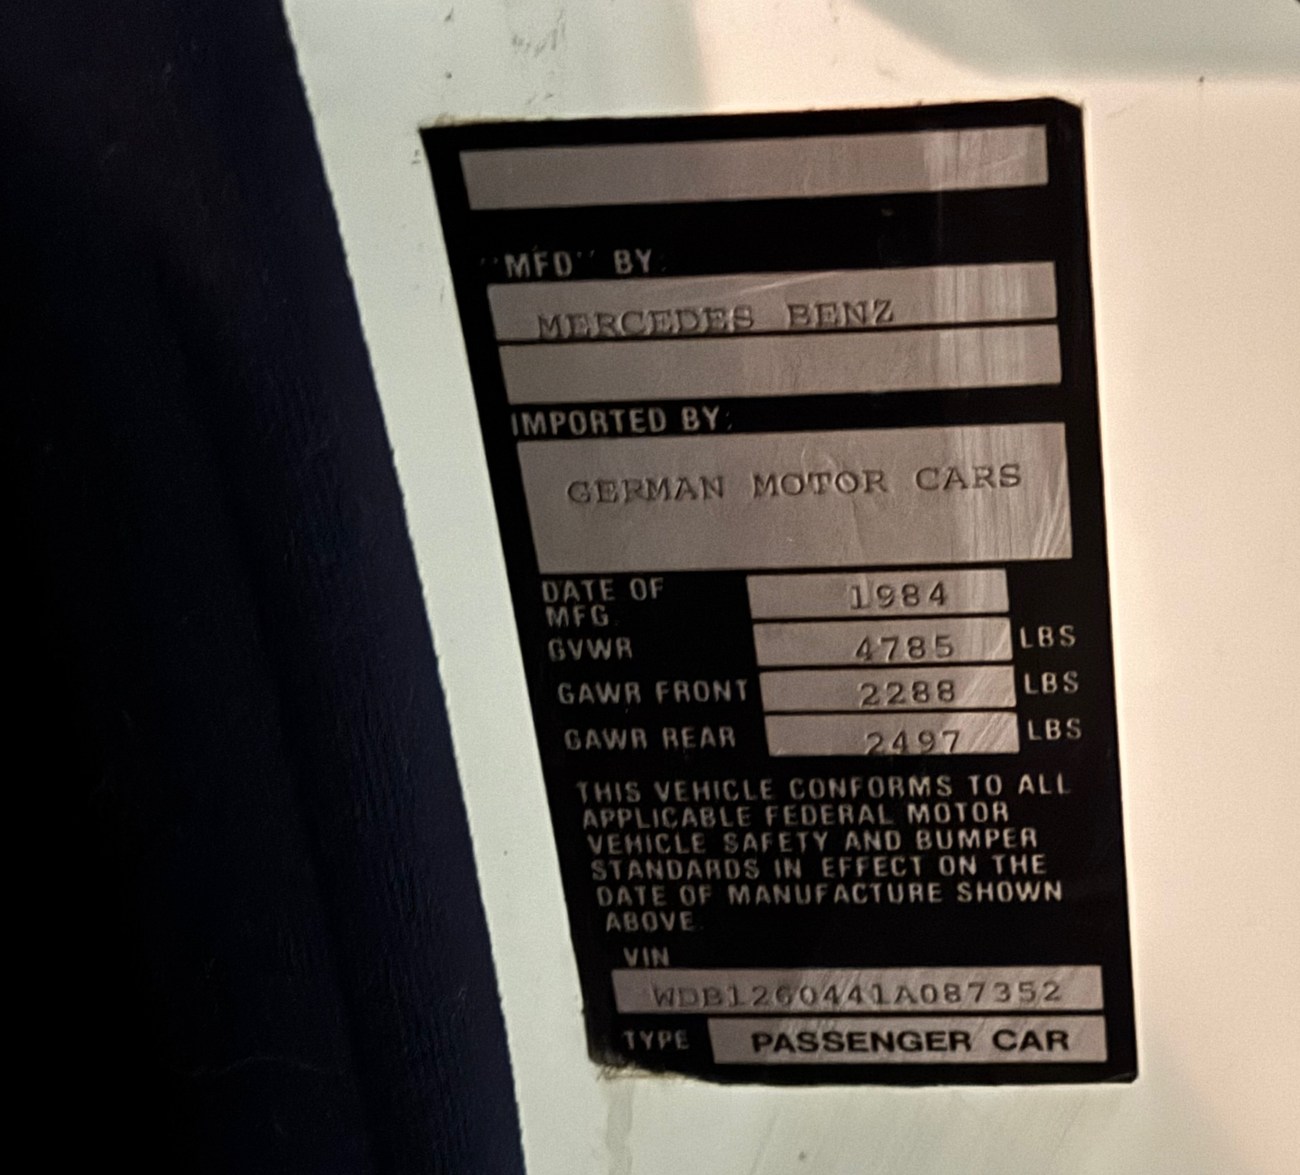 "MFD" BY:
MERCEDES BENZ
IMPORTED BY:
GERMAN MOTOR CARS
DATE OF MFG. 1984
GVWR 4785 LBS
GAWR FRONT 2288 LBS
GAWR REAR 2497 LBS
THIS VEHICLE CONFORMS TO ALL
APPLICABLE FEDERAL MOTOR
VEHICLE SAFETY AND BUMPER
STANDARDS IN EFFECT ON THE
DATE OF MANUFACTURE SHOWN
ABOVE.
VIN
WDB1260441A087352
TYPE PASSENGER CAR